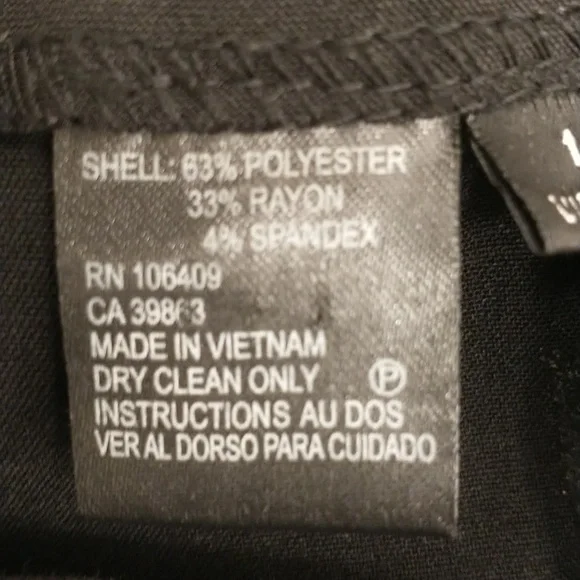 SHELL: 63% POLYESTER
33% RAYON
4% SPANDEX
RN 106409
CA
MADE IN VIETNAM
DRY CLEAN ONLY Ⓟ
INSTRUCTIONS AU DOS
VER AL DORSO PARA CUIDADO